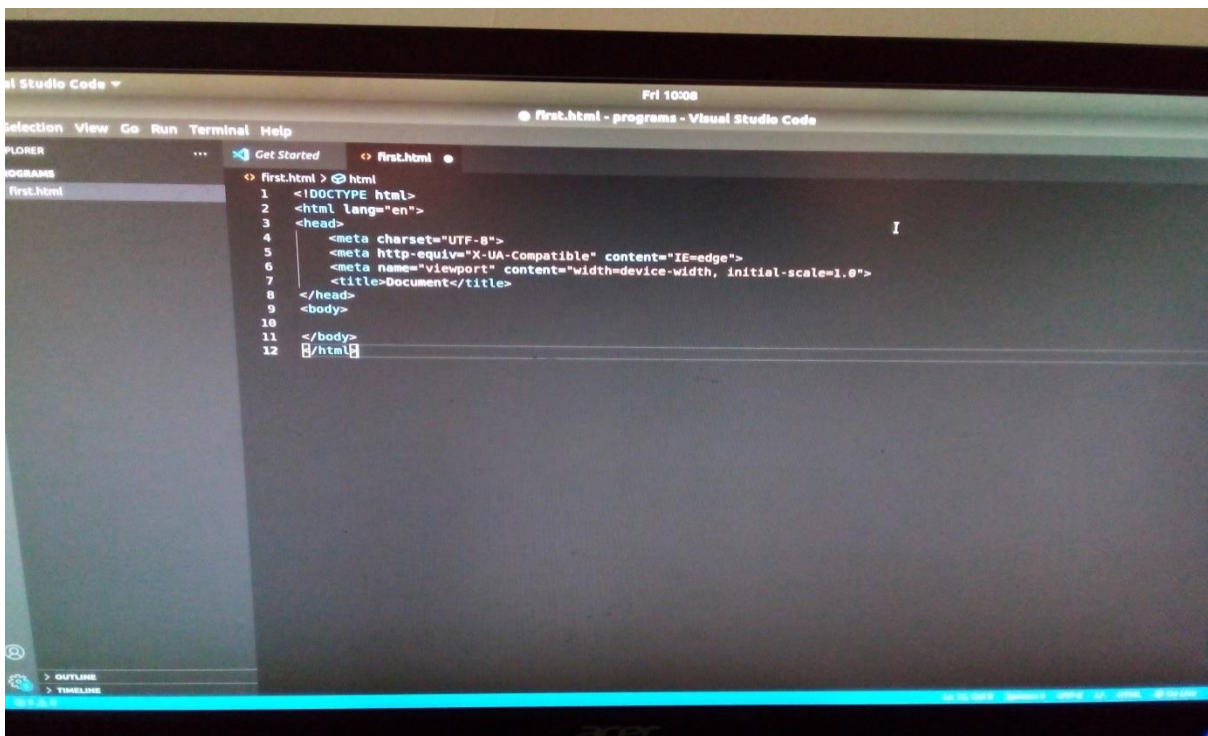 al Studio Code
Fri 10:08
first.html - programs - Visual Studio Code
Selection View Go Run Terminal Help
PLORER ...
Get Started
first.html
OGRAMS
first.html > html
first.html
1 <!DOCTYPE html>
2 <html lang="en">
3 <head>
4 <meta charset="UTF-8">
5 <meta http-equiv="X-UA-Compatible" content="IE=edge">
6 <meta name="viewport" content="width=device-width, initial-scale=1.0">
7 <title>Document</title>
8 </head>
9 <body>
10
11 </body>
12 </html>
> OUTLINE
> TIMELINE
acer